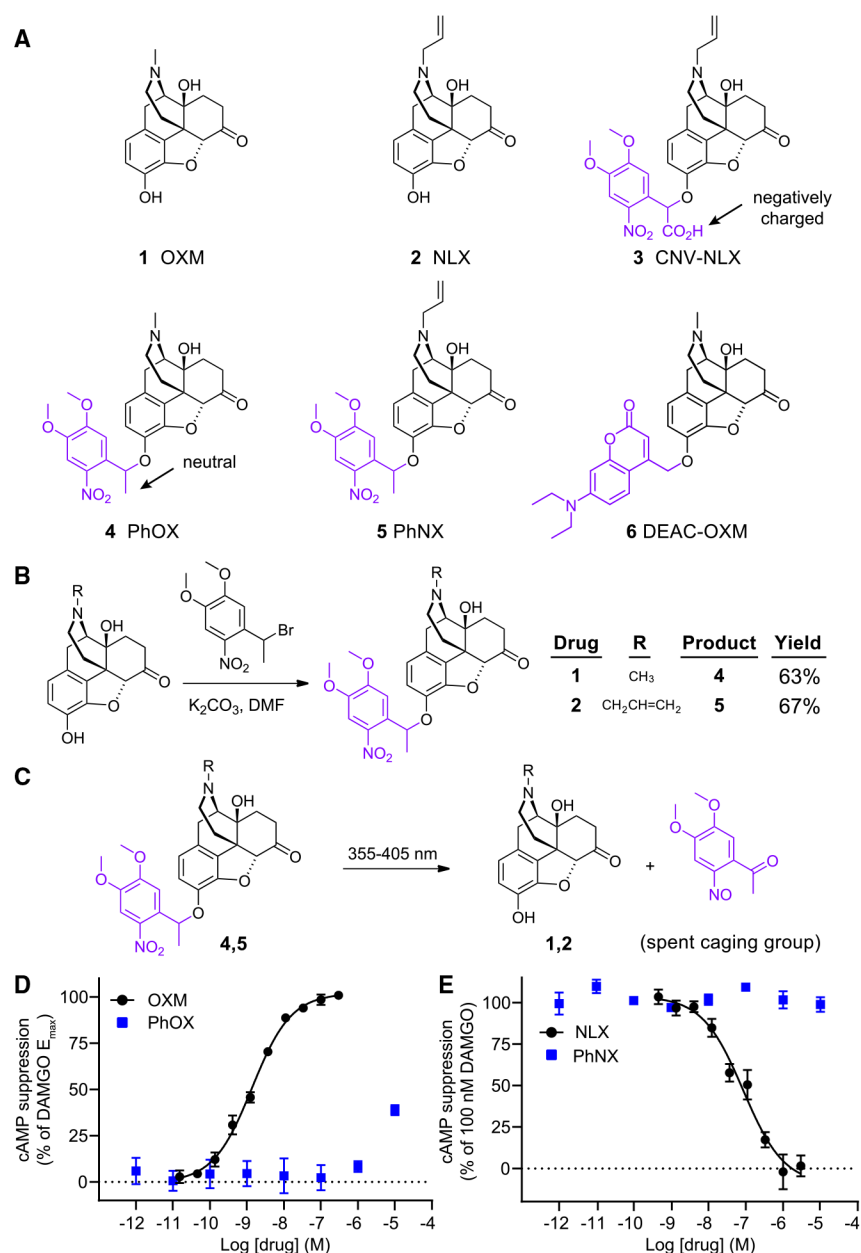 A
N
OH
O
O
OH
1 OXM
N
OH
O
O
OH
2 NLX
N
OH
O
O
O
O
O
NO₂
CO₂H
negatively
charged
3 CNV-NLX
N
OH
O
O
O
O
O
NO₂
neutral
4 PhOX
N
OH
O
O
O
O
O
NO₂
5 PhNX
N
OH
O
O
O
O
O
N
6 DEAC-OXM
B
R
N
OH
O
O
OH
O
O
Br
NO₂
K₂CO₃, DMF
R
N
OH
O
O
O
O
O
NO₂
Drug R Product Yield
1 CH₃ 4 63%
2 CH₂CH=CH₂ 5 67%
C
R
N
OH
O
O
O
O
O
NO₂
4,5
355-405 nm
R
N
OH
O
O
OH
1,2
+
O
O
O
NO
(spent caging group)
D
OXM
PhOX
cAMP suppression
(% of DAMGO Emax)
100
75
50
25
0
-12 -11 -10 -9 -8 -7 -6 -5 -4
Log [drug] (M)
E
NLX
PhNX
cAMP suppression
(% of 100 nM DAMGO)
100
75
50
25
0
-12 -11 -10 -9 -8 -7 -6 -5 -4
Log [drug] (M)